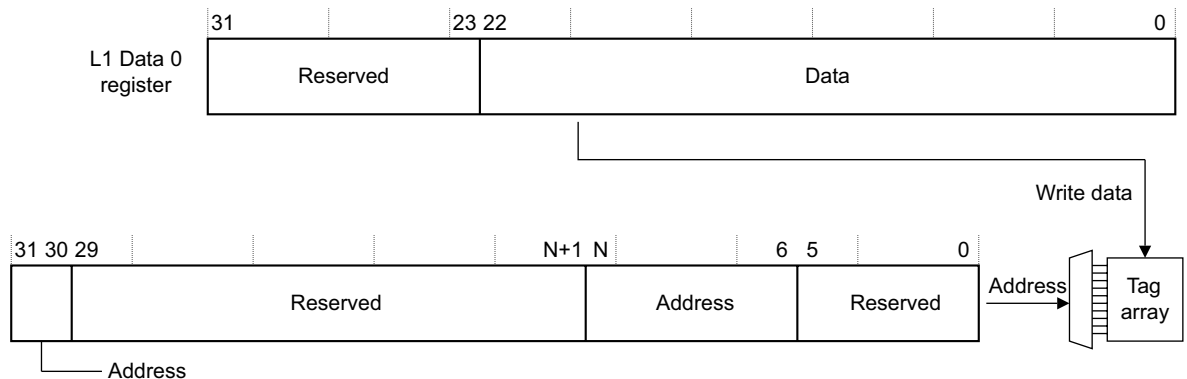 31 23 22 0
L1 Data 0
register
Reserved Data
Write data
31 30 29 N+1 N 6 5 0
Reserved Address Reserved
Address
Tag
array
Address